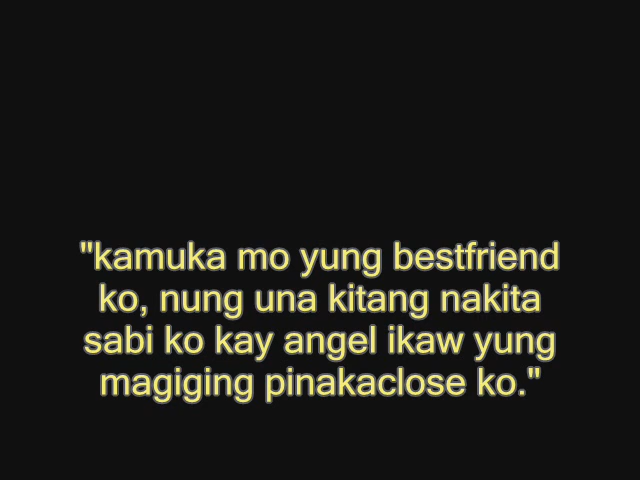 "kamuka mo yung bestfriend
ko, nung una kitang nakita
sabi ko kay angel ikaw yung
magiging pinakaclose ko."